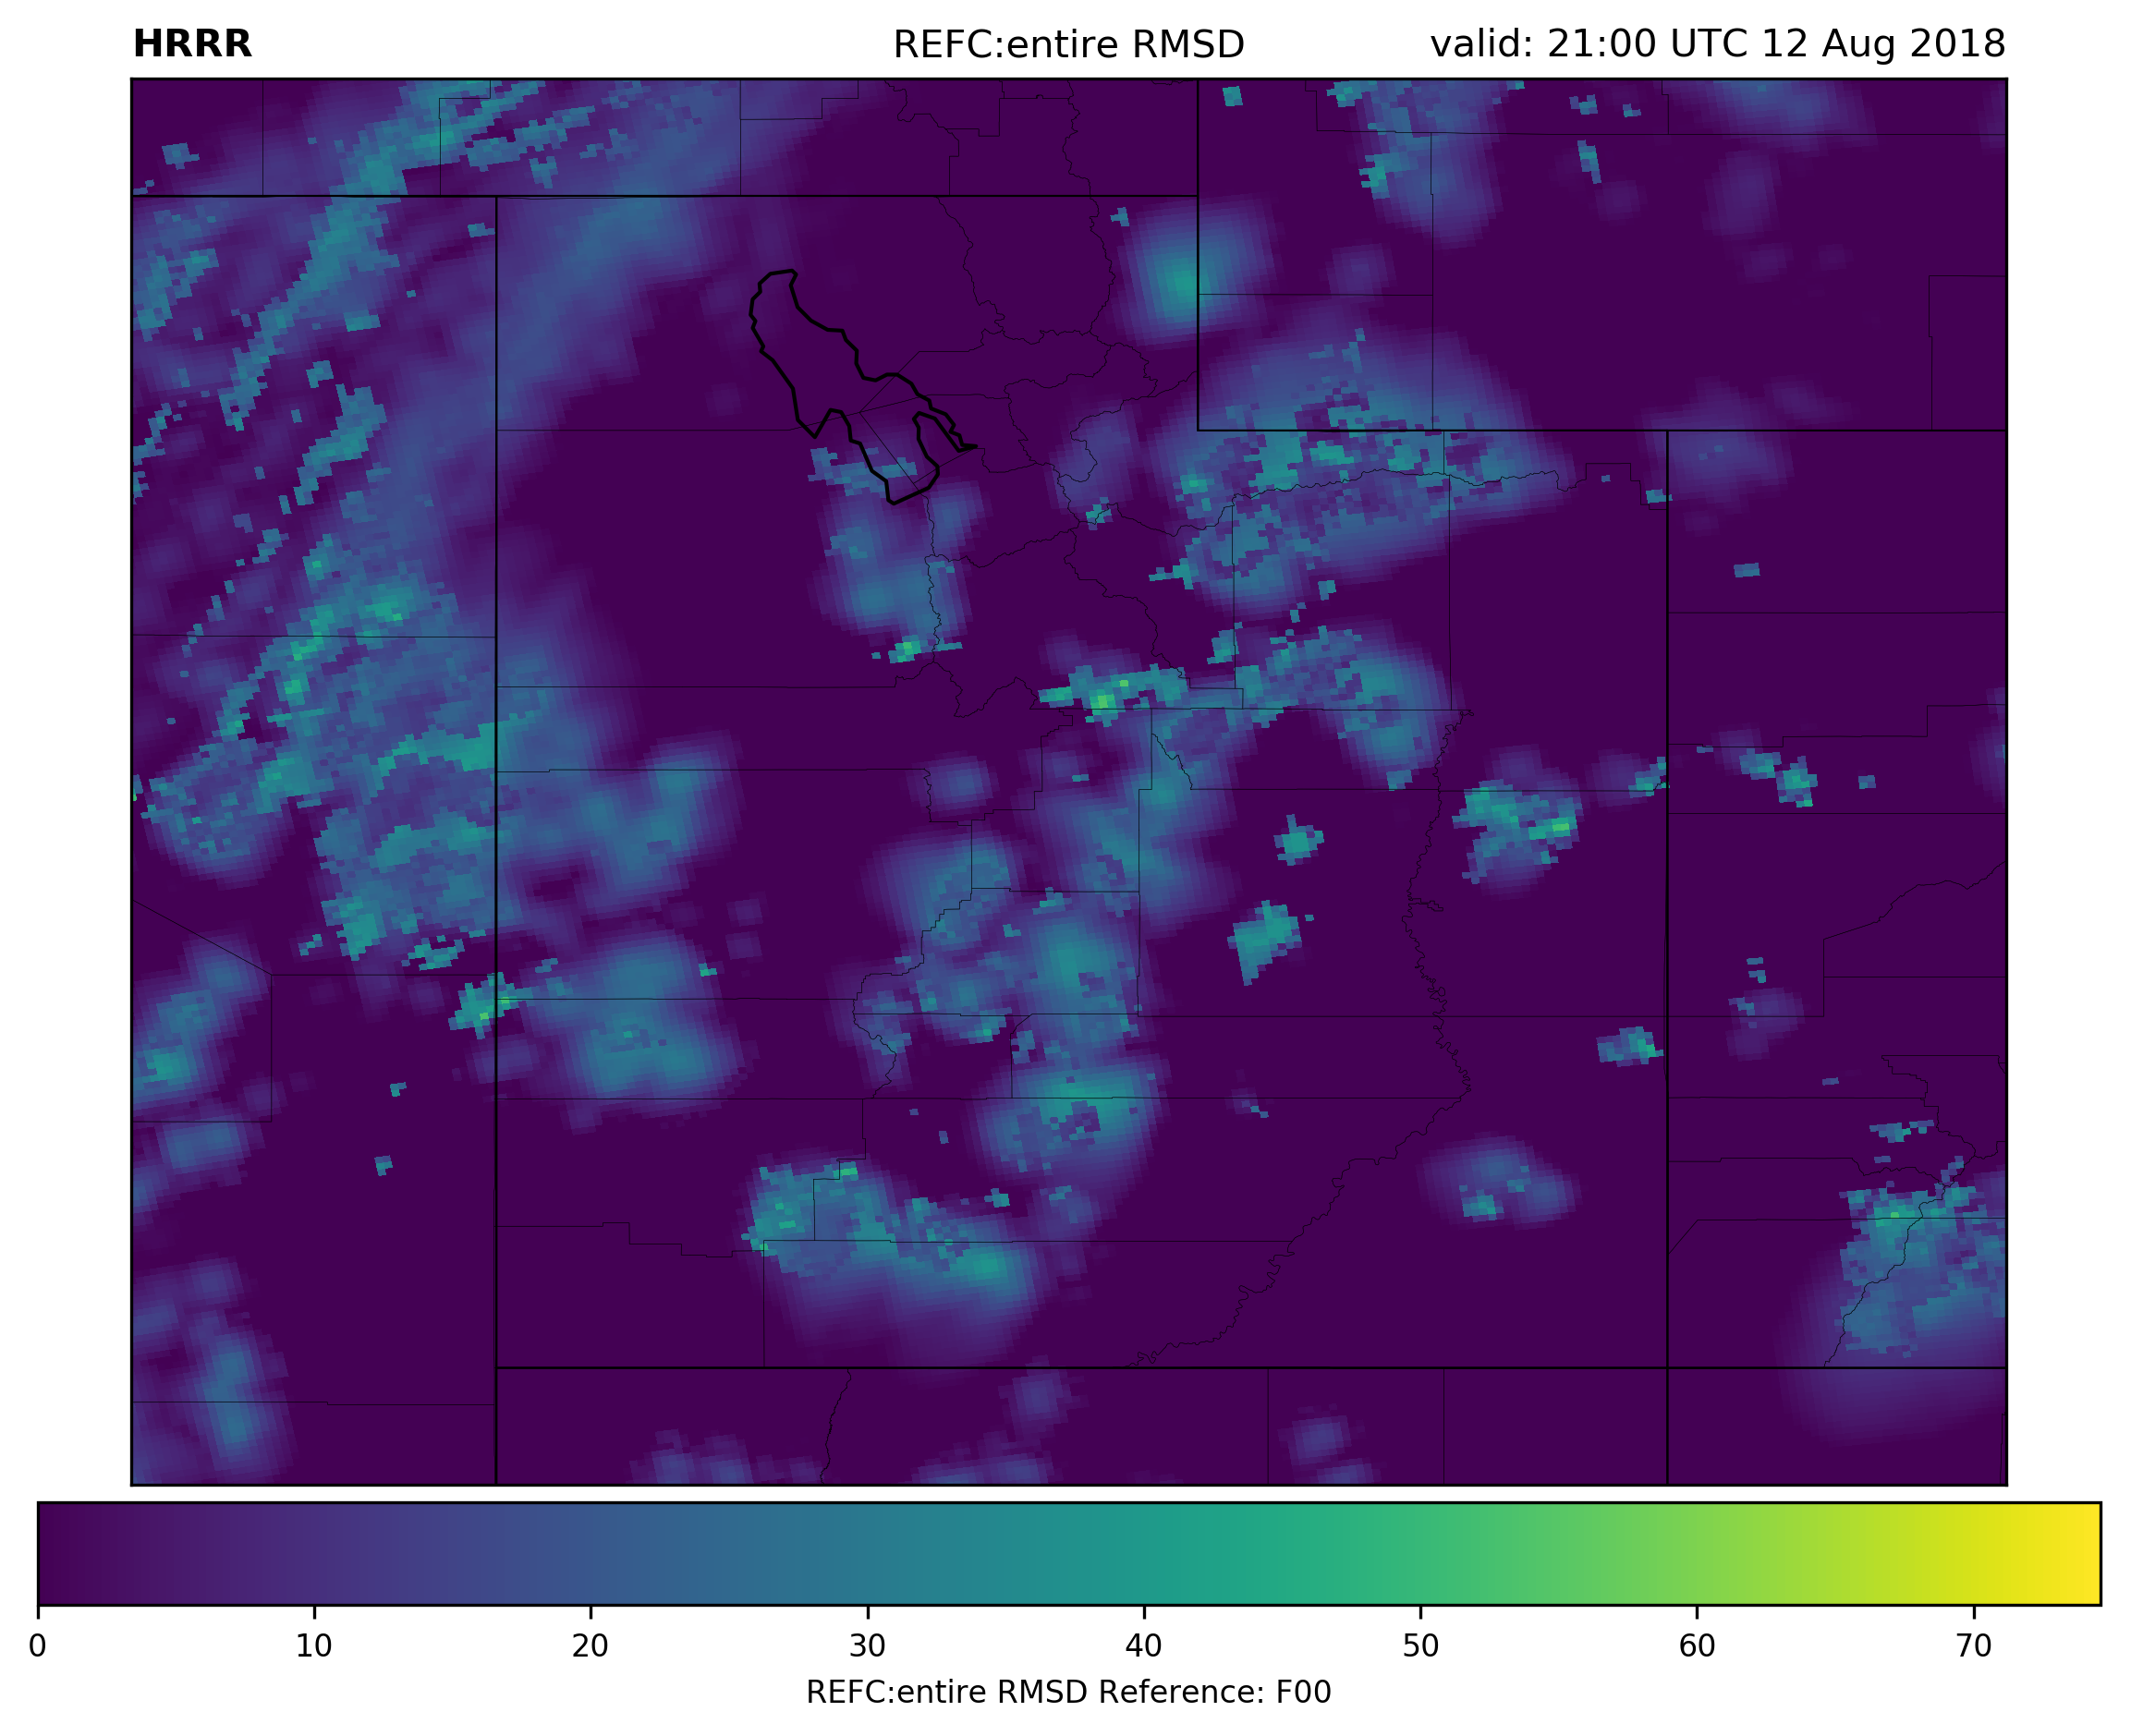 HRRR REFC:entire RMSD valid: 21:00 UTC 12 Aug 2018
0 10 20 30 40 50 60 70
REFC:entire RMSD Reference: F00